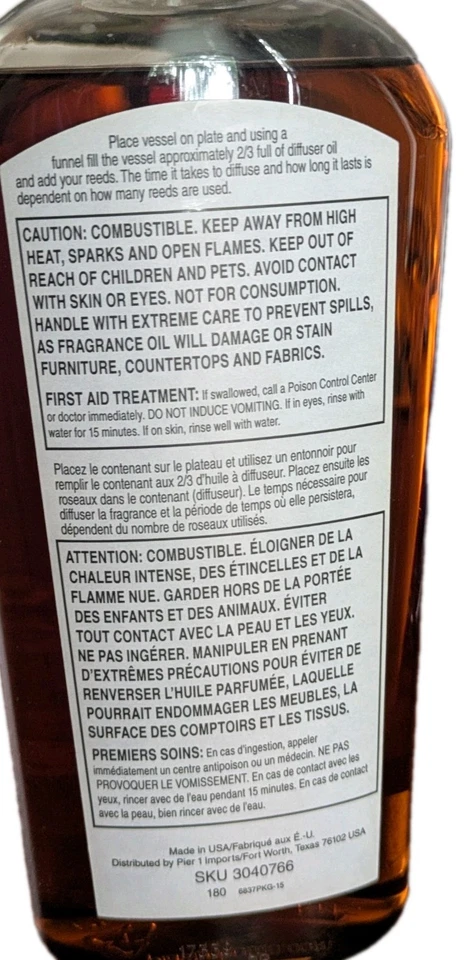 Place vessel on plate and using a
funnel fill the vessel approximately 2/3 full of diffuser oil
and add your reeds. The time it takes to diffuse and how long it lasts is
dependent on how many reeds are used.
CAUTION: COMBUSTIBLE. KEEP AWAY FROM HIGH
HEAT, SPARKS AND OPEN FLAMES. KEEP OUT OF
REACH OF CHILDREN AND PETS. AVOID CONTACT
WITH SKIN OR EYES. NOT FOR CONSUMPTION.
HANDLE WITH EXTREME CARE TO PREVENT SPILLS,
AS FRAGRANCE OIL WILL DAMAGE OR STAIN
FURNITURE, COUNTERTOPS AND FABRICS.
FIRST AID TREATMENT: If swallowed, call a Poison Control Center
or doctor immediately. DO NOT INDUCE VOMITING. If in eyes, rinse with
water for 15 minutes. If on skin, rinse well with water.
Placez le contenant sur le plateau et utilisez un entonnoir pour
remplir le contenant aux 2/3 d'huile à diffuseur. Placez ensuite les
roseaux dans le contenant (diffuseur). Le temps nécessaire pour
diffuser la fragrance et la période de temps où elle persistera,
dépendent du nombre de roseaux utilisés.
ATTENTION: COMBUSTIBLE. ÉLOIGNER DE LA
CHALEUR INTENSE, DES ÉTINCELLES ET DE LA
FLAMME NUE. GARDER HORS DE LA PORTÉE
DES ENFANTS ET DES ANIMAUX. ÉVITER
TOUT CONTACT AVEC LA PEAU ET LES YEUX.
NE PAS INGÉRER. MANIPULER EN PRENANT
D'EXTRÊMES PRÉCAUTIONS POUR ÉVITER DE
RENVERSER L'HUILE PARFUMÉE, LAQUELLE
POURRAIT ENDOMMAGER LES MEUBLES, LA
SURFACE DES COMPTOIRS ET LES TISSUS.
PREMIERS SOINS: En cas d'ingestion, appeler
immédiatement un centre antipoison ou un médecin. NE PAS
PROVOQUER LE VOMISSEMENT. En cas de contact avec les
yeux, rincer avec de l'eau pendant 15 minutes. En cas de contact
avec la peau, bien rincer avec de l'eau.
Made in USA/Fabriqué aux É.-U.
Distributed by Pier 1 Imports/Fort Worth, Texas 76102 USA
SKU 3040766
180 6837PKG-15